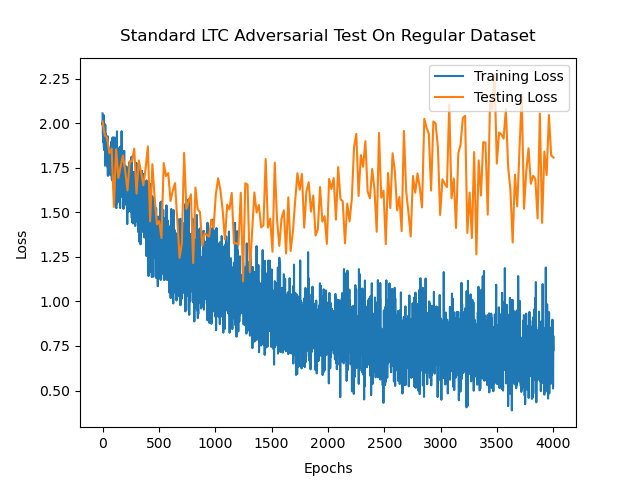 Standard LTC Adversarial Test On Regular Dataset
Training Loss
Testing Loss
2.25
2.00
1.75
1.50
1.25
1.00
0.75
0.50
Loss
0 500 1000 1500 2000 2500 3000 3500 4000
Epochs